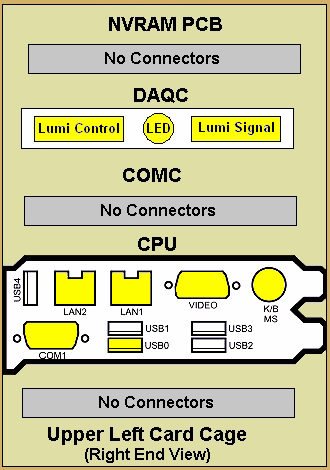 NVRAM PCB
No Connectors
DAQC
Lumi Control LED Lumi Signal
COMC
No Connectors
CPU
USB4
LAN2 LAN1 VIDEO K/B
MS
COM1 USB1 USB3
USB0 USB2
No Connectors
Upper Left Card Cage
(Right End View)